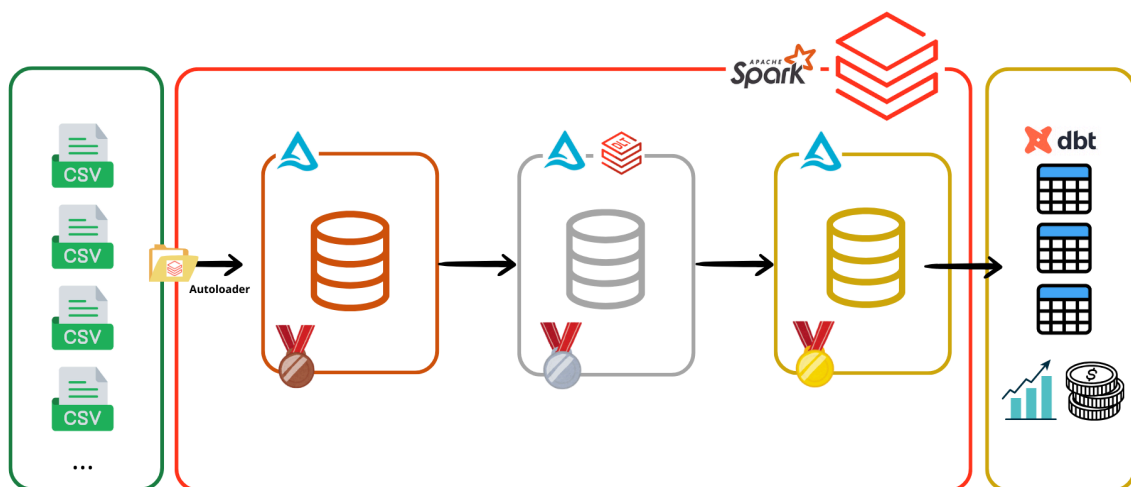 APACHE
Spark
CSV
CSV
CSV
CSV
...
Autoloader
DLT
dbt
$